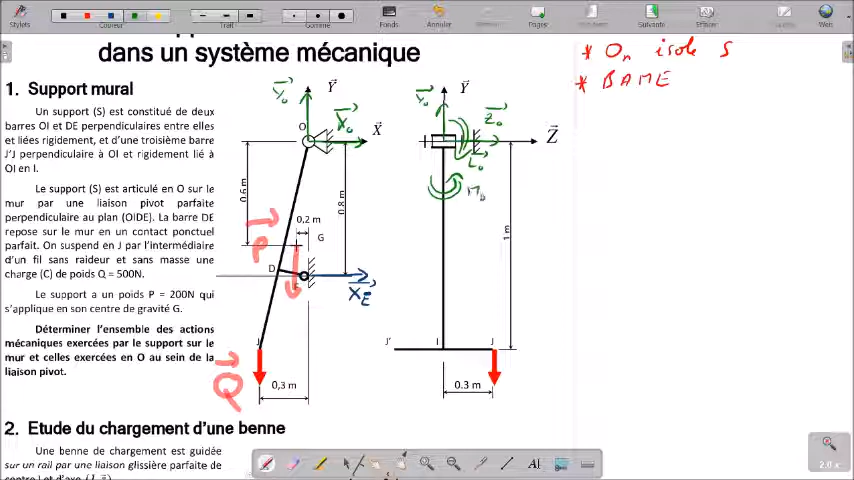 Stylets
Couleur
Trait
Gomme
Fonds
Annuler
Pages
Suivante
Effacer
Web
dans un système mécanique
* On isole S
* BAME
1. Support mural
Un support (S) est constitué de deux
barres OI et DE perpendiculaires entre elles
et liées rigidement, et d'une troisième barre
J'J perpendiculaire à OI et rigidement lié à
OI en I.
Le support (S) est articulé en O sur le
mur par une liaison pivot parfaite
perpendiculaire au plan (OIDE). La barre DE
repose sur le mur en un contact ponctuel
parfait. On suspend en J par l'intermédiaire
d'un fil sans raideur et sans masse une
charge (C) de poids Q = 500N.
Le support a un poids P = 200N qui
s'applique en son centre de gravité G.
Déterminer l'ensemble des actions
mécaniques exercées par le support sur le
mur et celles exercées en O au sein de la
liaison pivot.
Y₀ Y
O X₀ X
0.6 m
0.2 m
0.8 m
P G
D
X_E
J
Q
0,3 m
Y₀ Y
Z₀ Z
L₀
M₀
1 m
J' I J
0.3 m
2. Etude du chargement d'une benne
Une benne de chargement est guidée
sur un rail par une liaison glissière parfaite de
2.0 x